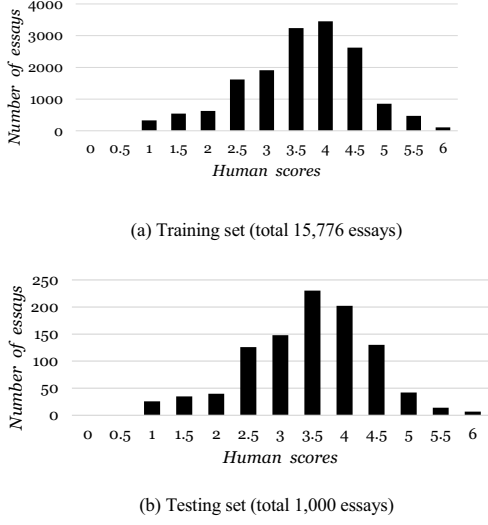 4000
3000
2000
1000
0
Number of essays
0 0.5 1 1.5 2 2.5 3 3.5 4 4.5 5 5.5 6
Human scores
(a) Training set (total 15,776 essays)
250
200
150
100
50
0
Number of essays
0 0.5 1 1.5 2 2.5 3 3.5 4 4.5 5 5.5 6
Human scores
(b) Testing set (total 1,000 essays)